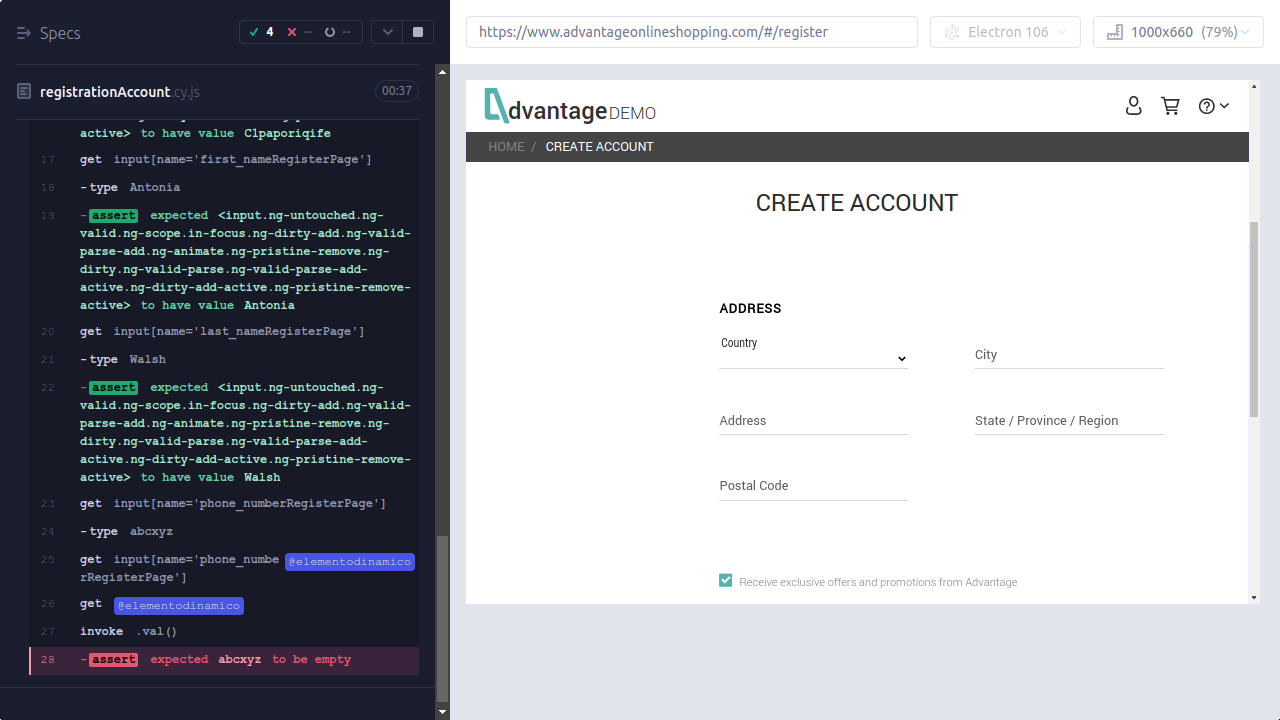 Specs
4
--
--
https://www.advantageonlineshopping.com/#/register
Electron 106
1000x660 (79%)
registrationAccount.cy.js
00:37
active> to have value C1paporiqife
17 get input[name='first_nameRegisterPage']
18 -type Antonia
19 -assert expected <input.ng-untouched.ng-
valid.ng-scope.in-focus.ng-dirty-add.ng-valid-
parse-add.ng-animate.ng-pristine-remove.ng-
dirty.ng-valid-parse.ng-valid-parse-add-
active.ng-dirty-add-active.ng-pristine-remove-
active> to have value Antonia
20 get input[name='last_nameRegisterPage']
21 -type Walsh
22 -assert expected <input.ng-untouched.ng-
valid.ng-scope.in-focus.ng-dirty-add.ng-valid-
parse-add.ng-animate.ng-pristine-remove.ng-
dirty.ng-valid-parse.ng-valid-parse-add-
active.ng-dirty-add-active.ng-pristine-remove-
active> to have value Walsh
23 get input[name='phone_numberRegisterPage']
24 -type abcxyz
25 get input[name='phone_numbe @elementodinamico
rRegisterPage']
26 get @elementodinamico
27 invoke .val()
28 -assert expected abcxyz to be empty
dvantage DEMO
HOME / CREATE ACCOUNT
CREATE ACCOUNT
ADDRESS
Country
City
Address
State / Province / Region
Postal Code
Receive exclusive offers and promotions from Advantage